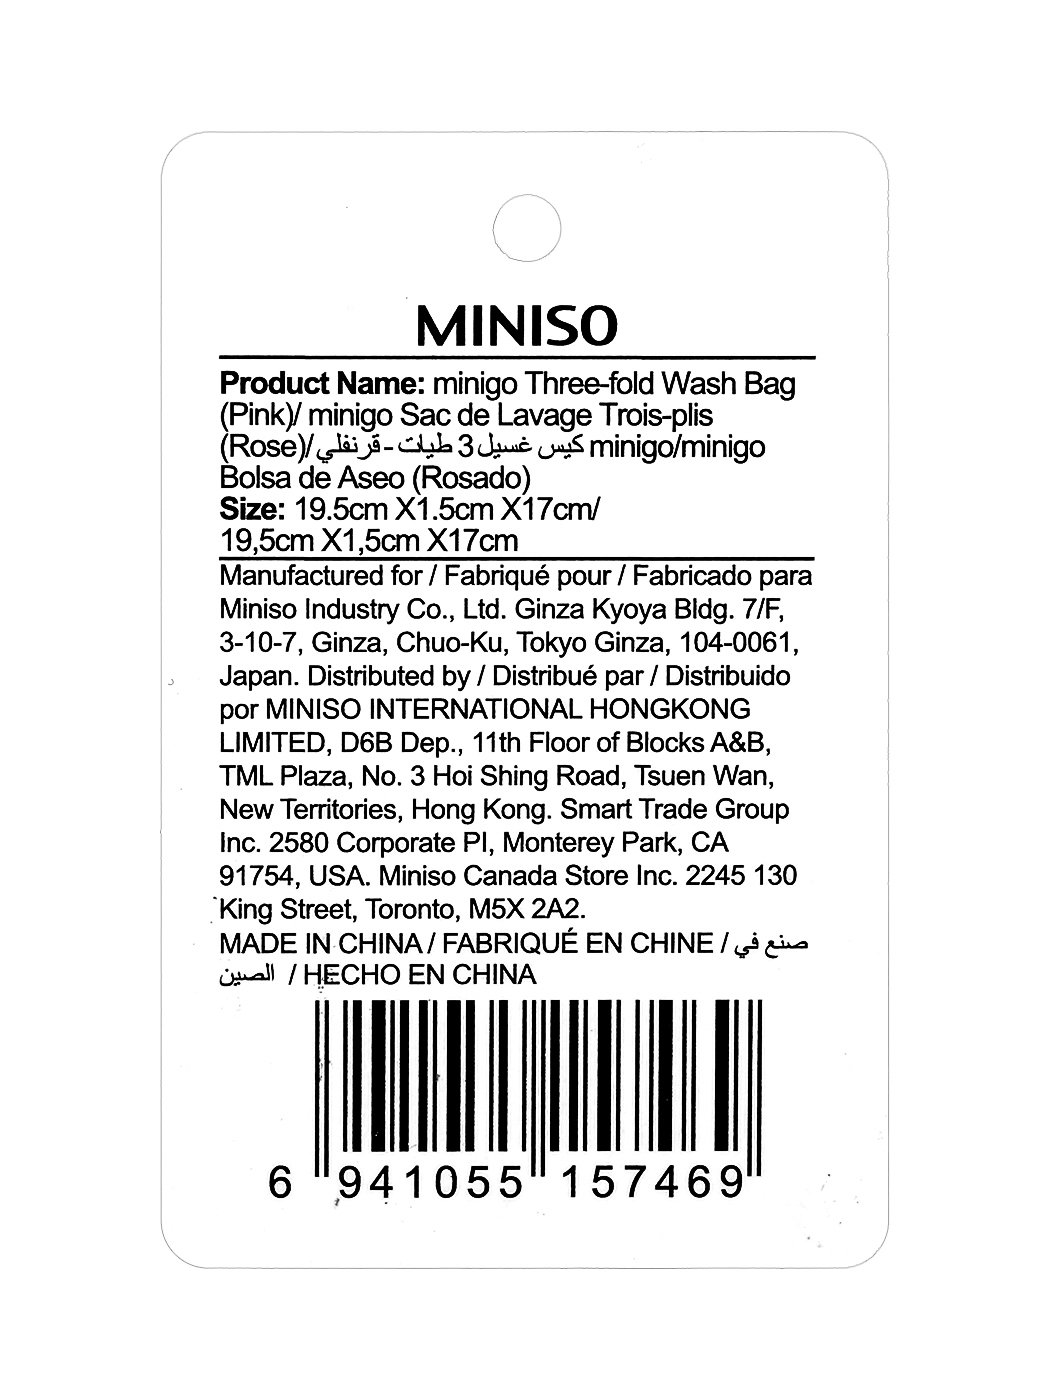 MINISO
Product Name: minigo Three-fold Wash Bag
(Pink)/ minigo Sac de Lavage Trois-plis
(Rose)/كيس غسيل 3 طيات - قرنفلي minigo/minigo
Bolsa de Aseo (Rosado)
Size: 19.5cm X1.5cm X17cm/
19,5cm X1,5cm X17cm
Manufactured for / Fabriqué pour / Fabricado para
Miniso Industry Co., Ltd. Ginza Kyoya Bldg. 7/F,
3-10-7, Ginza, Chuo-Ku, Tokyo Ginza, 104-0061,
Japan. Distributed by / Distribué par / Distribuido
por MINISO INTERNATIONAL HONGKONG
LIMITED, D6B Dep., 11th Floor of Blocks A&B,
TML Plaza, No. 3 Hoi Shing Road, Tsuen Wan,
New Territories, Hong Kong. Smart Trade Group
Inc. 2580 Corporate Pl, Monterey Park, CA
91754, USA. Miniso Canada Store Inc. 2245 130
King Street, Toronto, M5X 2A2.
MADE IN CHINA / FABRIQUÉ EN CHINE / صنع في
الصين / HECHO EN CHINA
6 941055 157469